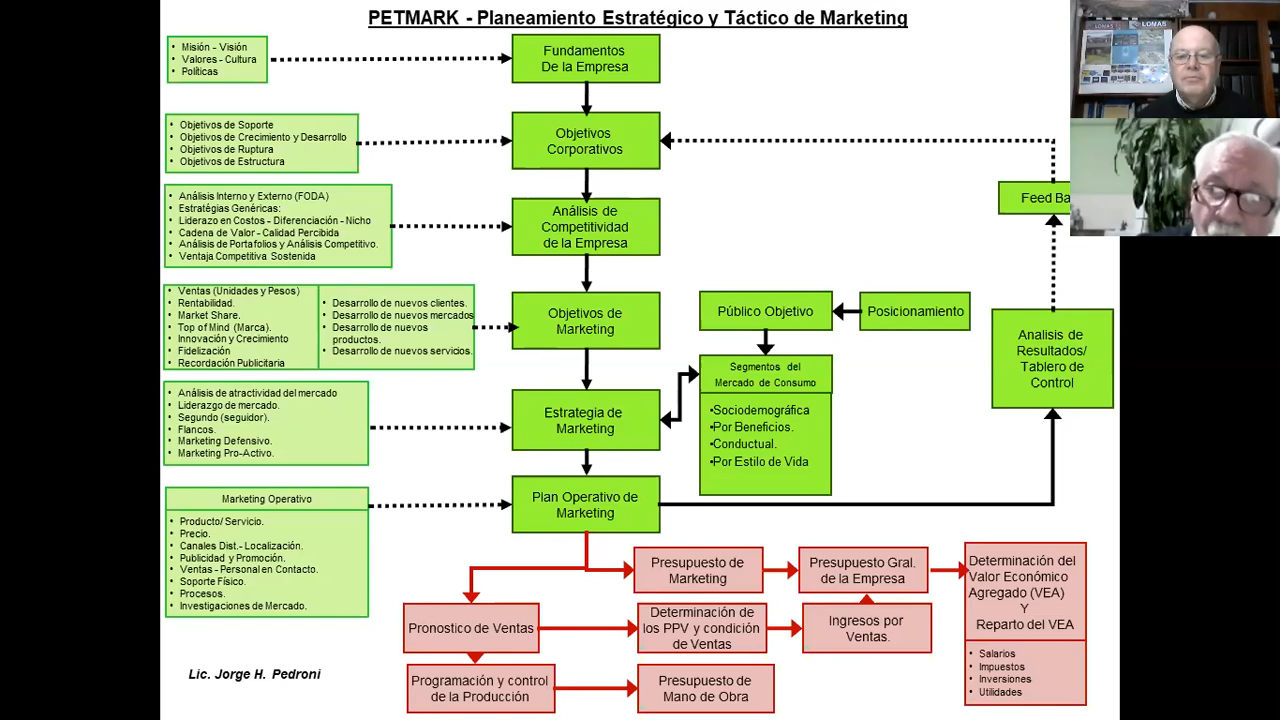 PETMARK - Planeamiento Estratégico y Táctico de Marketing
• Misión - Visión
• Valores - Cultura
• Políticas
Fundamentos
De la Empresa
• Objetivos de Soporte
• Objetivos de Crecimiento y Desarrollo
• Objetivos de Ruptura
• Objetivos de Estructura
Objetivos
Corporativos
Feed Ba
• Análisis Interno y Externo (FODA)
• Estratégias Genéricas:
• Liderazo en Costos - Diferenciación - Nicho
• Cadena de Valor - Calidad Percibida
• Análisis de Portafolios y Análisis Competitivo.
• Ventaja Competitiva Sostenida
Análisis de
Competitividad
de la Empresa
• Ventas (Unidades y Pesos)
• Rentabilidad.
• Market Share.
• Top of Mind (Marca).
• Innovación y Crecimiento
• Fidelización
• Recordación Publicitaria
• Desarrollo de nuevos clientes.
• Desarrollo de nuevos mercados
• Desarrollo de nuevos
productos.
• Desarrollo de nuevos servicios.
Objetivos de
Marketing
Público Objetivo
Posicionamiento
Segmentos del
Mercado de Consumo
•Sociodemográfica
•Por Beneficios.
•Conductual.
•Por Estilo de Vida
Analisis de
Resultados/
Tablero de
Control
• Análisis de atractividad del mercado
• Liderazgo de mercado.
• Segundo (seguidor).
• Flancos.
• Marketing Defensivo.
• Marketing Pro-Activo.
Estrategia de
Marketing
Marketing Operativo
• Producto/ Servicio.
• Precio.
• Canales Dist.- Localización.
• Publicidad y Promoción.
• Ventas - Personal en Contacto.
• Soporte Físico.
• Procesos.
• Investigaciones de Mercado.
Plan Operativo de
Marketing
Presupuesto de
Marketing
Presupuesto Gral.
de la Empresa
Determinación del
Valor Económico
Agregado (VEA)
Y
Reparto del VEA
• Salarios
• Impuestos
• Inversiones
• Utilidades
Pronostico de Ventas
Determinación de
los PPV y condición
de Ventas
Ingresos por
Ventas.
Programación y control
de la Producción
Presupuesto de
Mano de Obra
Lic. Jorge H. Pedroni
LOMAS
LOMAS